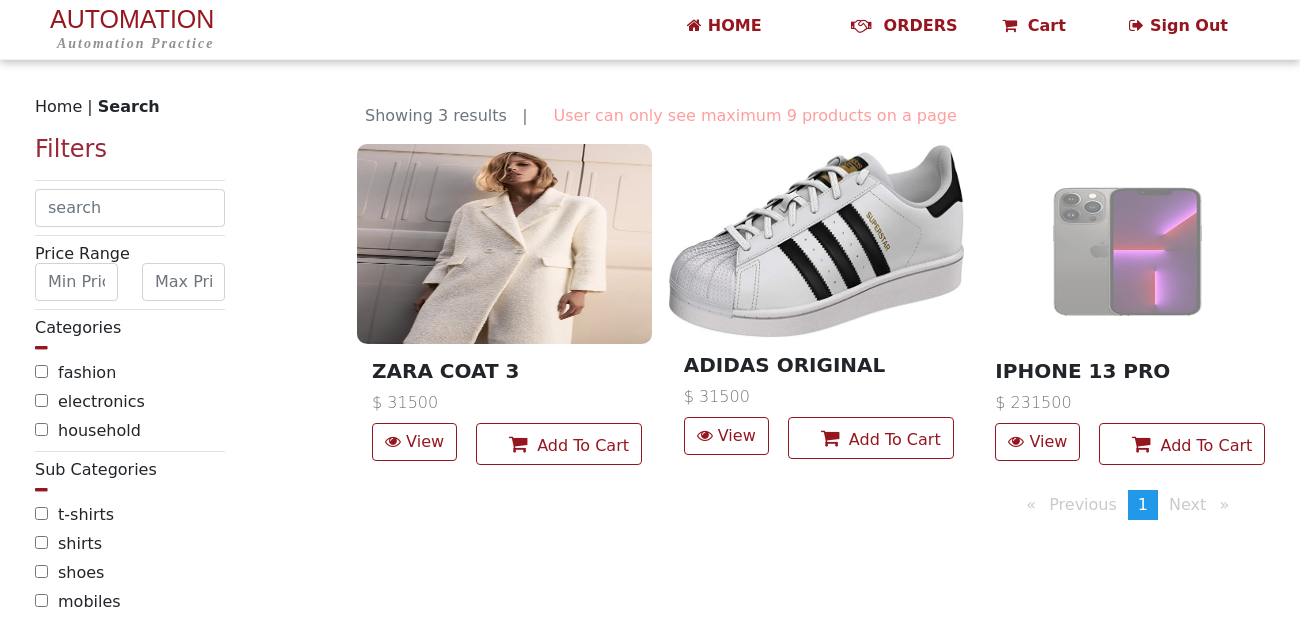 AUTOMATION
Automation Practice
HOME
ORDERS
Cart
Sign Out
Home | Search
Showing 3 results |
User can only see maximum 9 products on a page
Filters
search
Price Range
Min Pric
Max Pri
Categories
fashion
electronics
household
Sub Categories
t-shirts
shirts
shoes
mobiles
SUPERSTAR
ZARA COAT 3
$ 31500
View
Add To Cart
ADIDAS ORIGINAL
$ 31500
View
Add To Cart
IPHONE 13 PRO
$ 231500
View
Add To Cart
« Previous
1
Next »